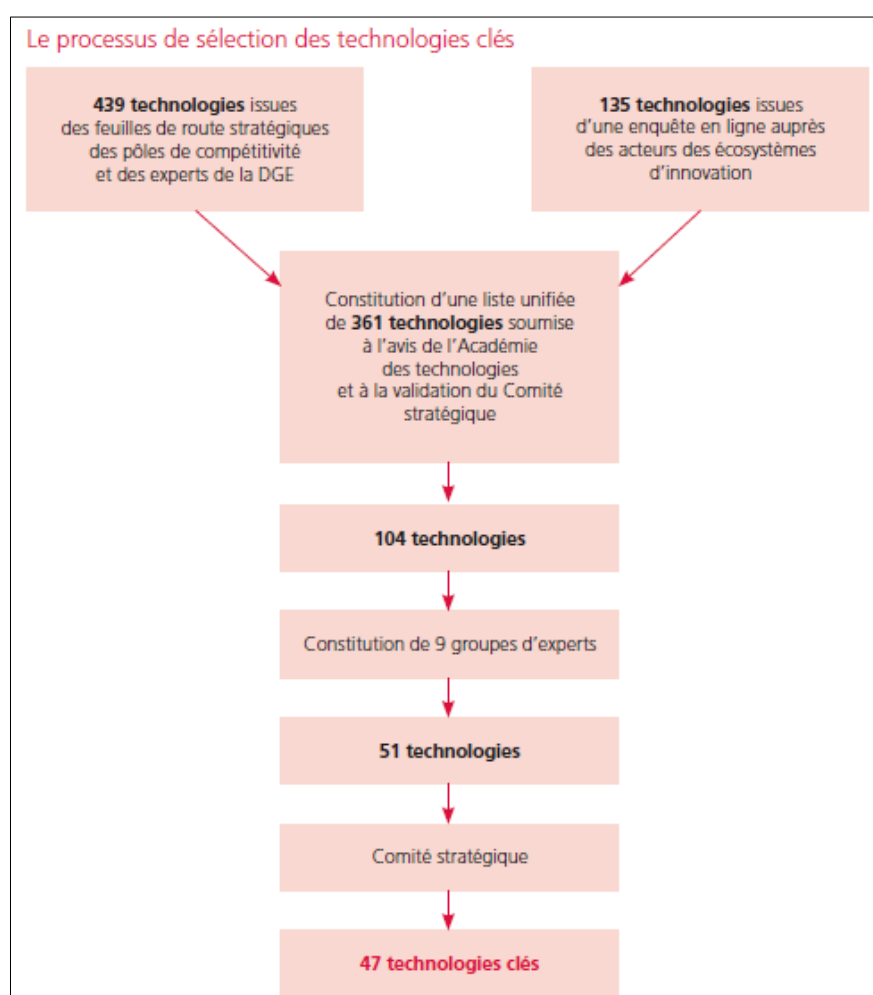 Le processus de sélection des technologies clés
439 technologies issues
des feuilles de route stratégiques
des pôles de compétitivité
et des experts de la DGE
135 technologies issues
d'une enquête en ligne auprès
des acteurs des écosystèmes
d'innovation
Constitution d'une liste unifiée
de 361 technologies soumise
à l'avis de l'Académie
des technologies
et à la validation du Comité
stratégique
104 technologies
Constitution de 9 groupes d'experts
51 technologies
Comité stratégique
47 technologies clés